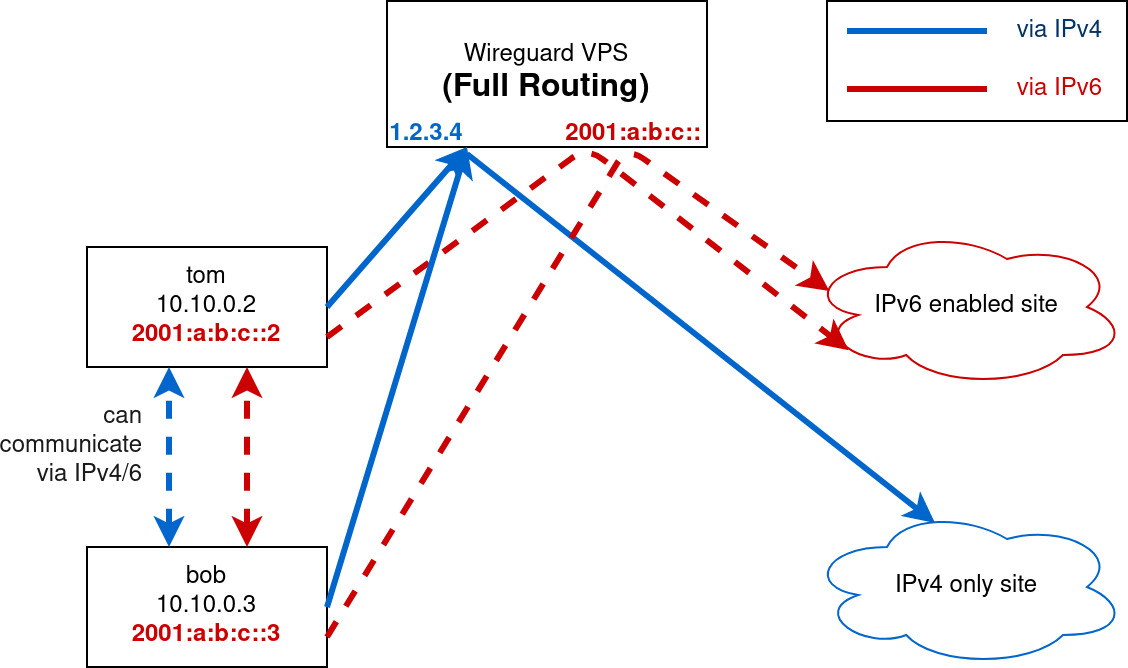 Wireguard VPS
(Full Routing)
1.2.3.4
2001:a:b:c::
via IPv4
via IPv6
tom
10.10.0.2
2001:a:b:c::2
IPv6 enabled site
can
communicate
via IPv4/6
bob
10.10.0.3
2001:a:b:c::3
IPv4 only site